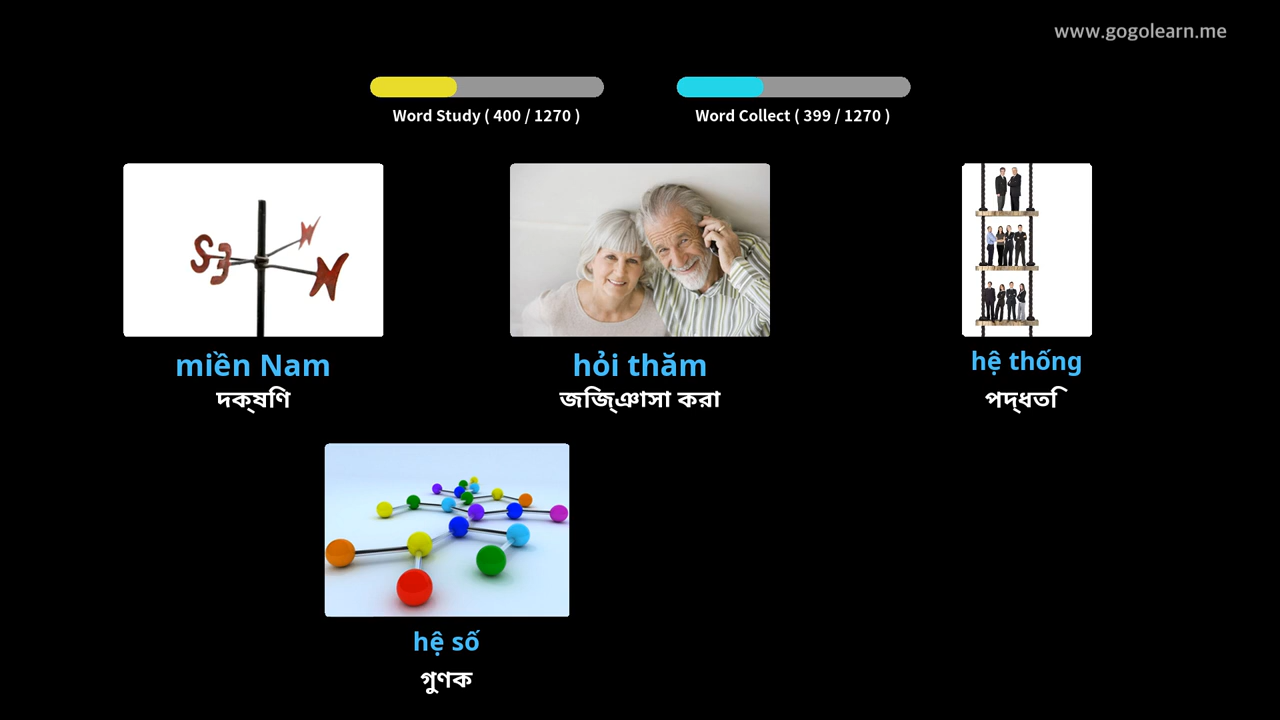 www.gogolearn.me
Word Study ( 400 / 1270 )
Word Collect ( 399 / 1270 )
miền Nam
দক্ষিণ
hỏi thăm
জিজ্ঞাসা করা
hệ thống
পদ্ধতি
hệ số
গুণক